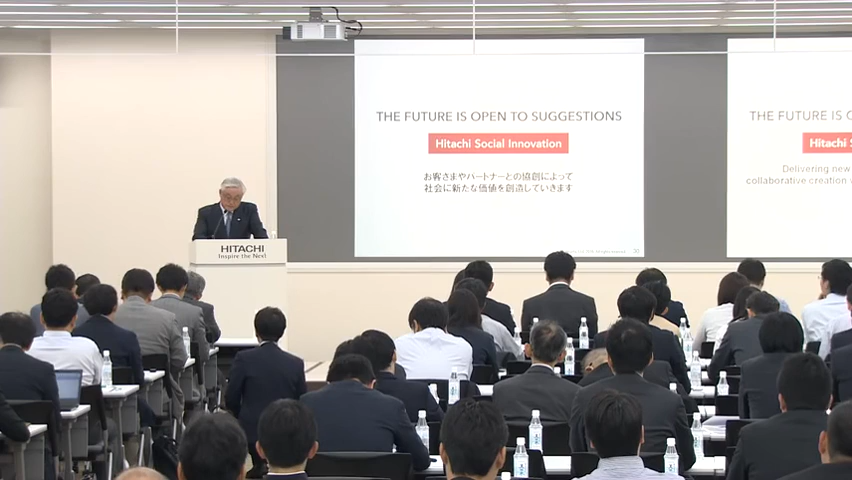 THE FUTURE IS OPEN TO SUGGESTIONS
Hitachi Social Innovation
お客さまやパートナーとの協創によって
社会に新たな価値を創造していきます
30
THE FUTURE IS O
Hitachi S
Delivering new
collaborative creation
HITACHI
Inspire the Next